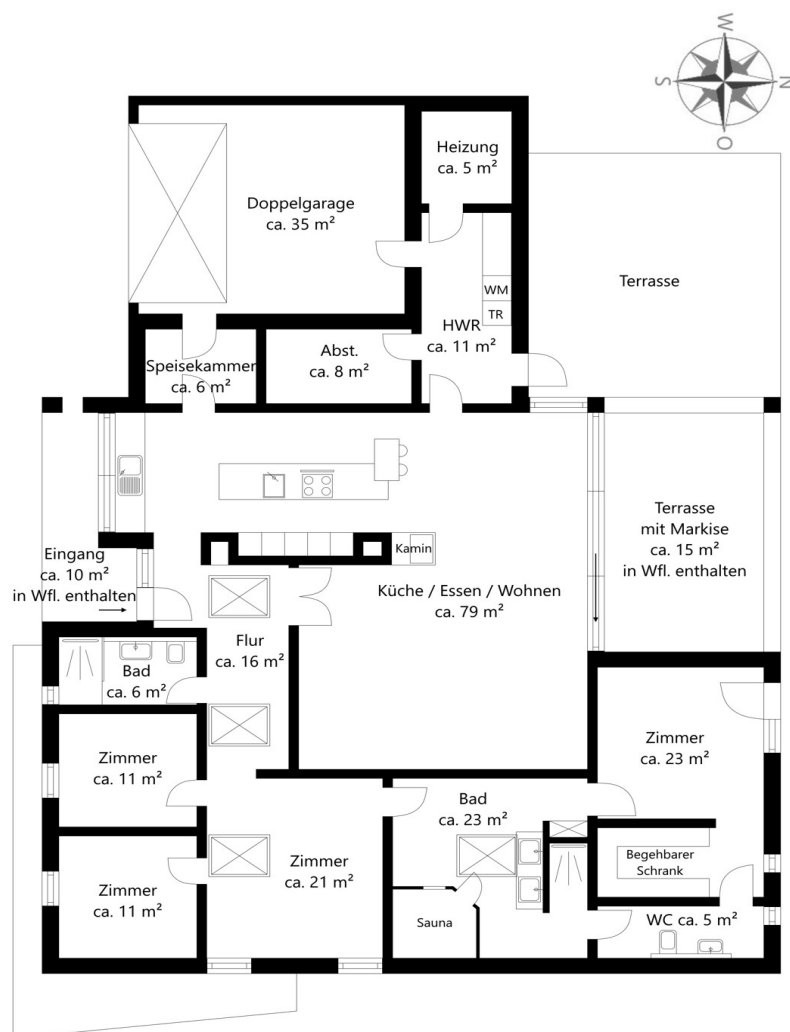 W
S
N
O
Heizung
ca. 5 m²
Doppelgarage
ca. 35 m²
Terrasse
WM
TR
HWR
ca. 11 m²
Speisekammer
ca. 6 m²
Abst.
ca. 8 m²
Eingang
ca. 10 m²
in Wfl. enthalten
Kamin
Terrasse
mit Markise
ca. 15 m²
in Wfl. enthalten
Küche / Essen / Wohnen
ca. 79 m²
Flur
ca. 16 m²
Bad
ca. 6 m²
Zimmer
ca. 11 m²
Zimmer
ca. 23 m²
Bad
ca. 23 m²
Zimmer
ca. 11 m²
Zimmer
ca. 21 m²
Begehbarer
Schrank
Sauna
WC ca. 5 m²